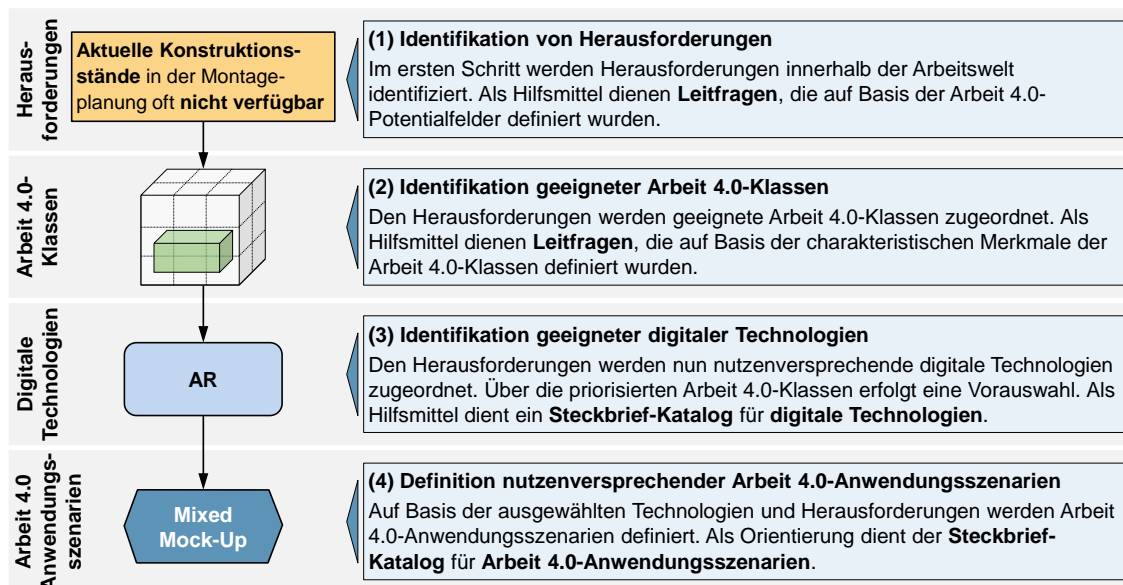 Heraus-
forderungen
Aktuelle Konstruktions-
stände in der Montage-
planung oft nicht verfügbar
(1) Identifikation von Herausforderungen
Im ersten Schritt werden Herausforderungen innerhalb der Arbeitswelt
identifiziert. Als Hilfsmittel dienen Leitfragen, die auf Basis der Arbeit 4.0-
Potentialfelder definiert wurden.
Arbeit 4.0-
Klassen
(2) Identifikation geeigneter Arbeit 4.0-Klassen
Den Herausforderungen werden geeignete Arbeit 4.0-Klassen zugeordnet. Als
Hilfsmittel dienen Leitfragen, die auf Basis der charakteristischen Merkmale der
Arbeit 4.0-Klassen definiert wurden.
Digitale
Technologien
AR
(3) Identifikation geeigneter digitaler Technologien
Den Herausforderungen werden nun nutzenversprechende digitale Technologien
zugeordnet. Über die priorisierten Arbeit 4.0-Klassen erfolgt eine Vorauswahl. Als
Hilfsmittel dient ein Steckbrief-Katalog für digitale Technologien.
Arbeit 4.0
Anwendungs-
szenarien
Mixed
Mock-Up
(4) Definition nutzenversprechender Arbeit 4.0-Anwendungsszenarien
Auf Basis der ausgewählten Technologien und Herausforderungen werden Arbeit
4.0-Anwendungsszenarien definiert. Als Orientierung dient der Steckbrief-
Katalog für Arbeit 4.0-Anwendungsszenarien.